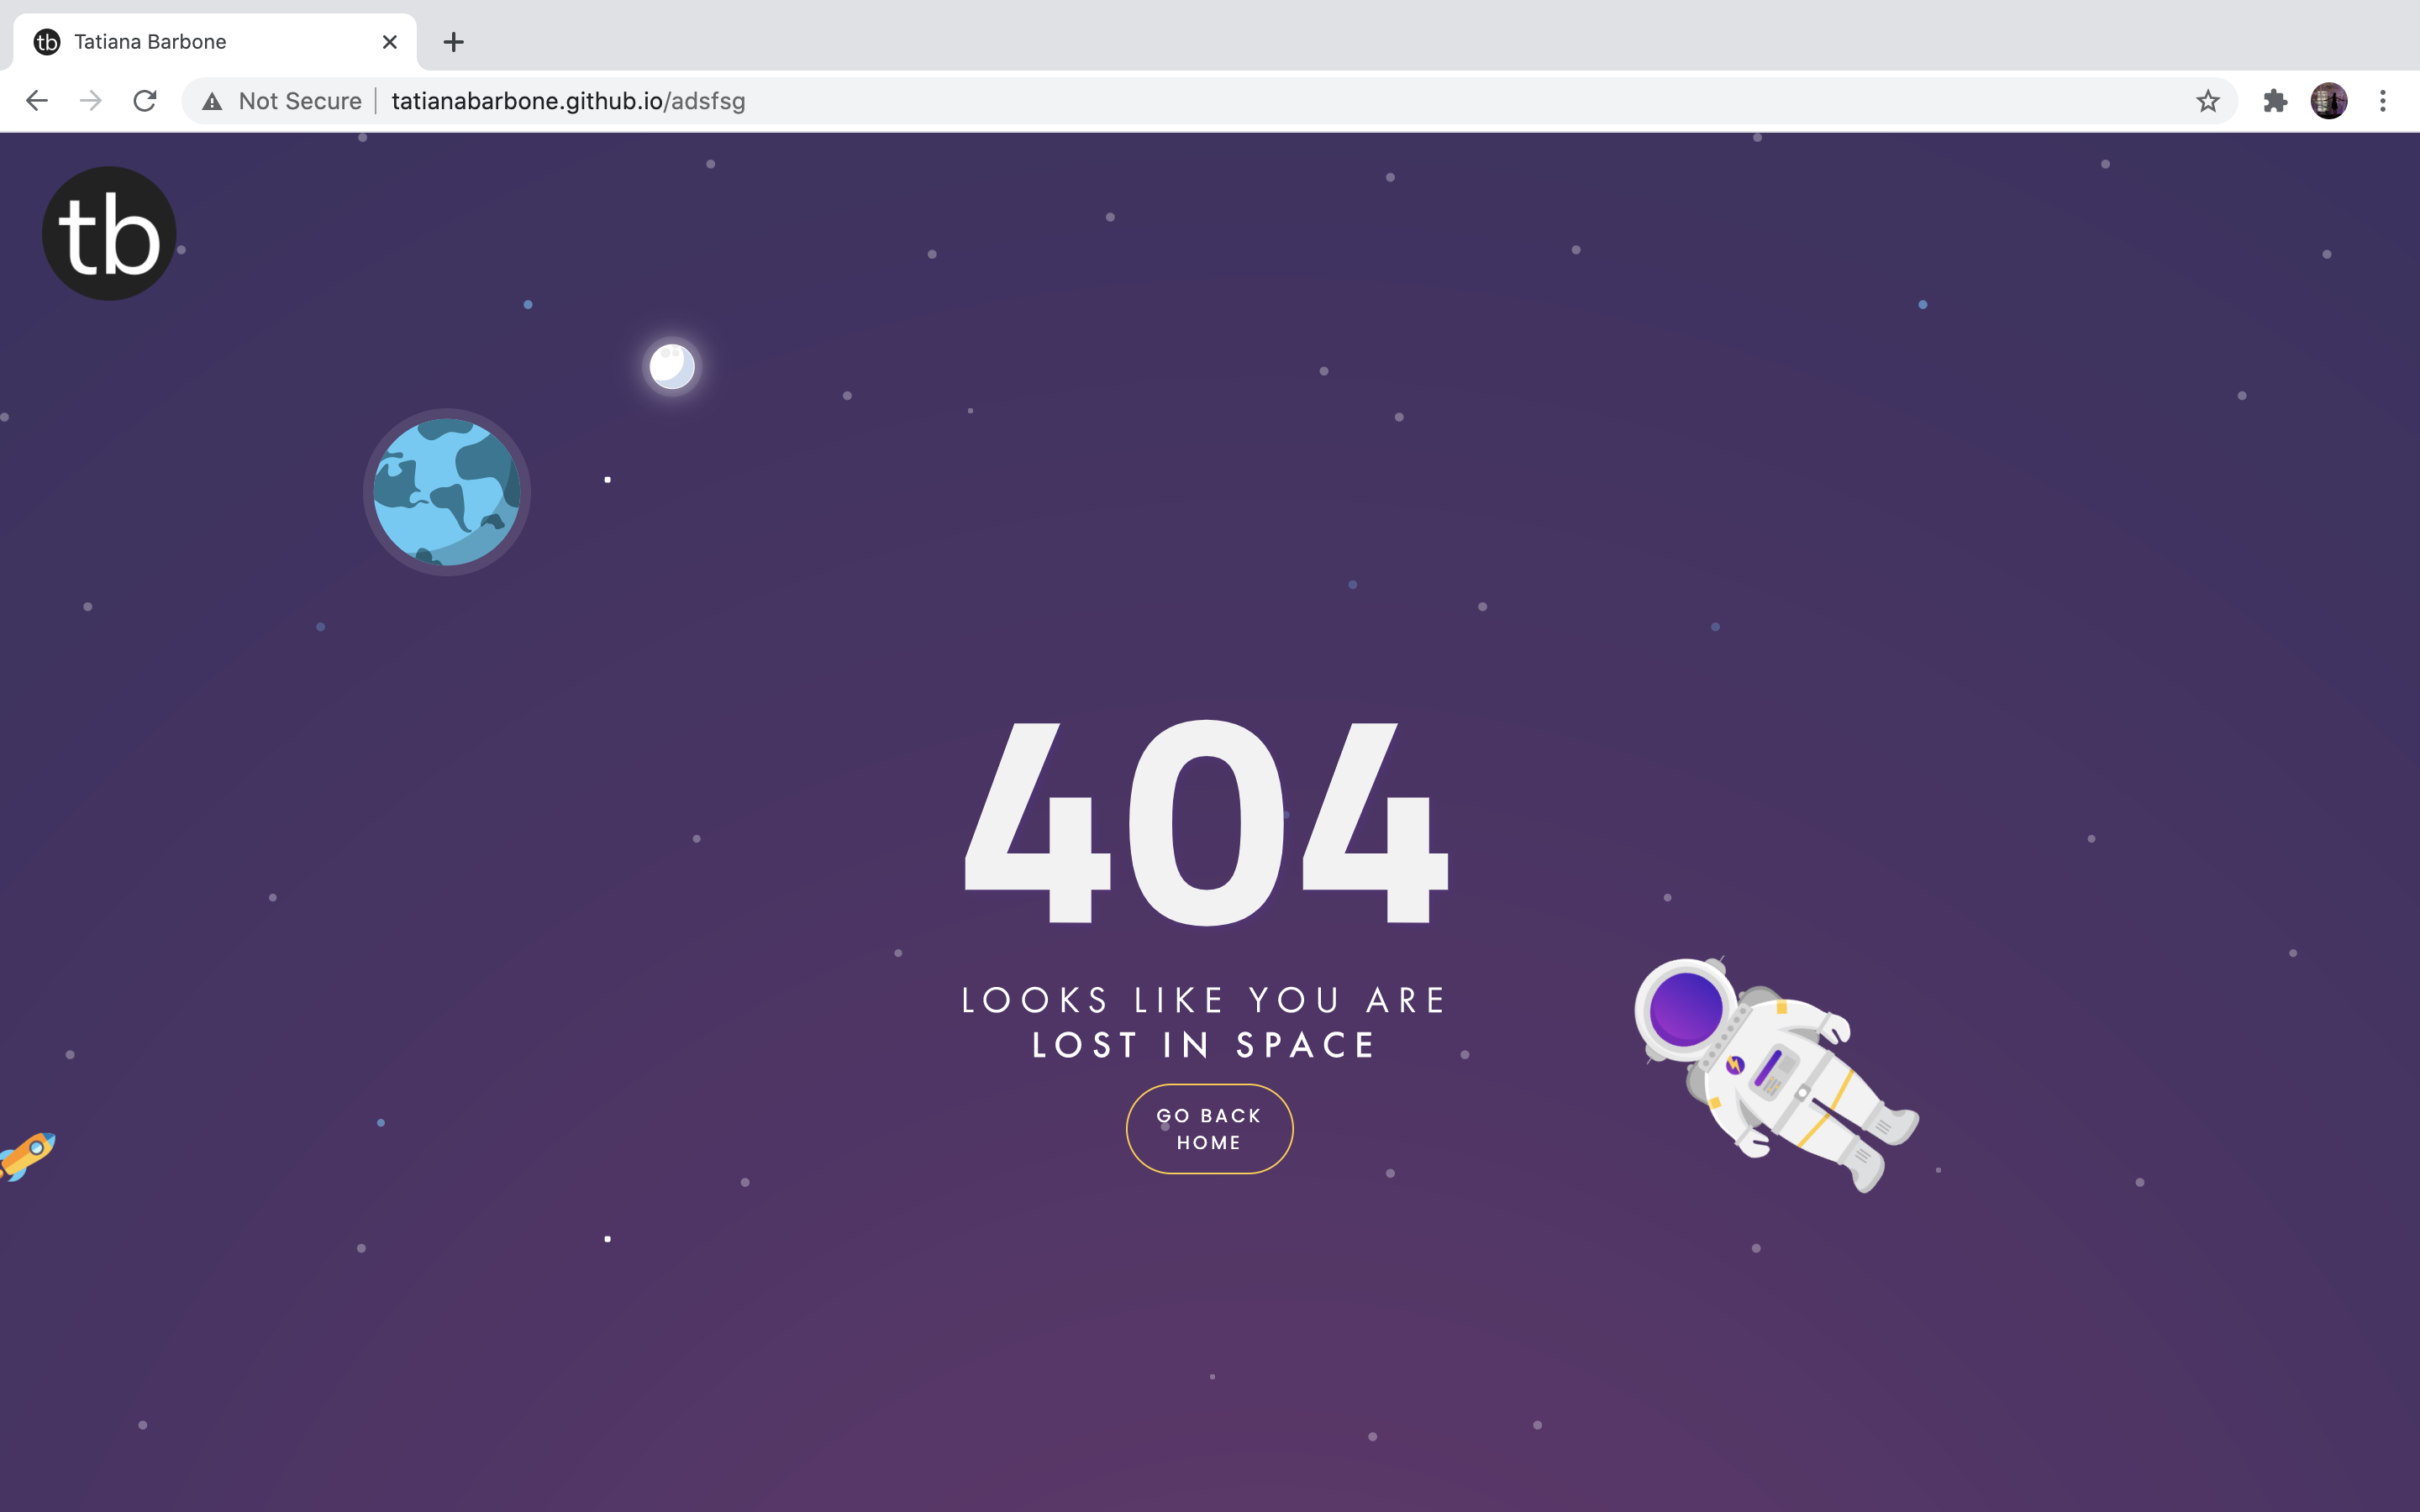 tb Tatiana Barbone
Not Secure tatianabarbone.github.io/adsfsg
tb
404
LOOKS LIKE YOU ARE
LOST IN SPACE
GO BACK
HOME